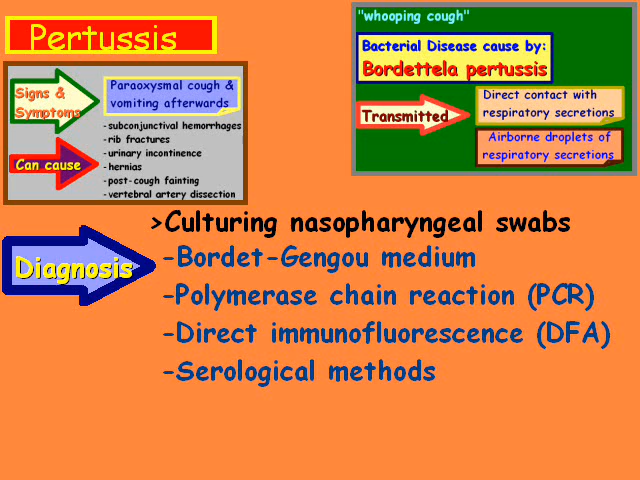 Pertussis
"whooping cough"
Bacterial Disease cause by:
Bordettela pertussis
Transmitted
Direct contact with
respiratory secretions
Airborne droplets of
respiratory secretions
Signs &
Symptoms
Paraoxysmal cough &
vomiting afterwards
Can cause
-subconjunctival hemorrhages
-rib fractures
-urinary incontinence
-hernias
-post-cough fainting
-vertebral artery dissection
Diagnosis
>Culturing nasopharyngeal swabs
-Bordet-Gengou medium
-Polymerase chain reaction (PCR)
-Direct immunofluorescence (DFA)
-Serological methods